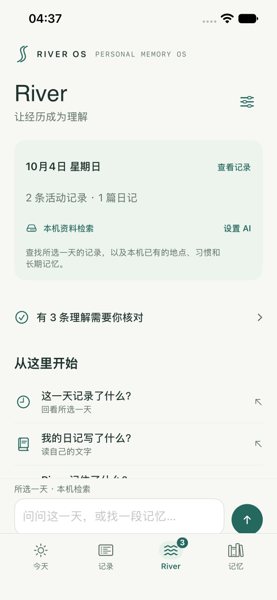 04:37
RIVER OS PERSONAL MEMORY OS
River
让经历成为理解
10月4日 星期日
查看记录
2 条活动记录 · 1 篇日记
本机资料检索
设置 AI
查找所选一天的记录，以及本机已有的地点、习惯和
长期记忆。
有 3 条理解需要你核对
从这里开始
这一天记录了什么？
回看所选一天
我的日记写了什么？
读自己的文字
所选一天 · 本机检索
问问这一天，或找一段记忆…
3
今天
记录
River
记忆